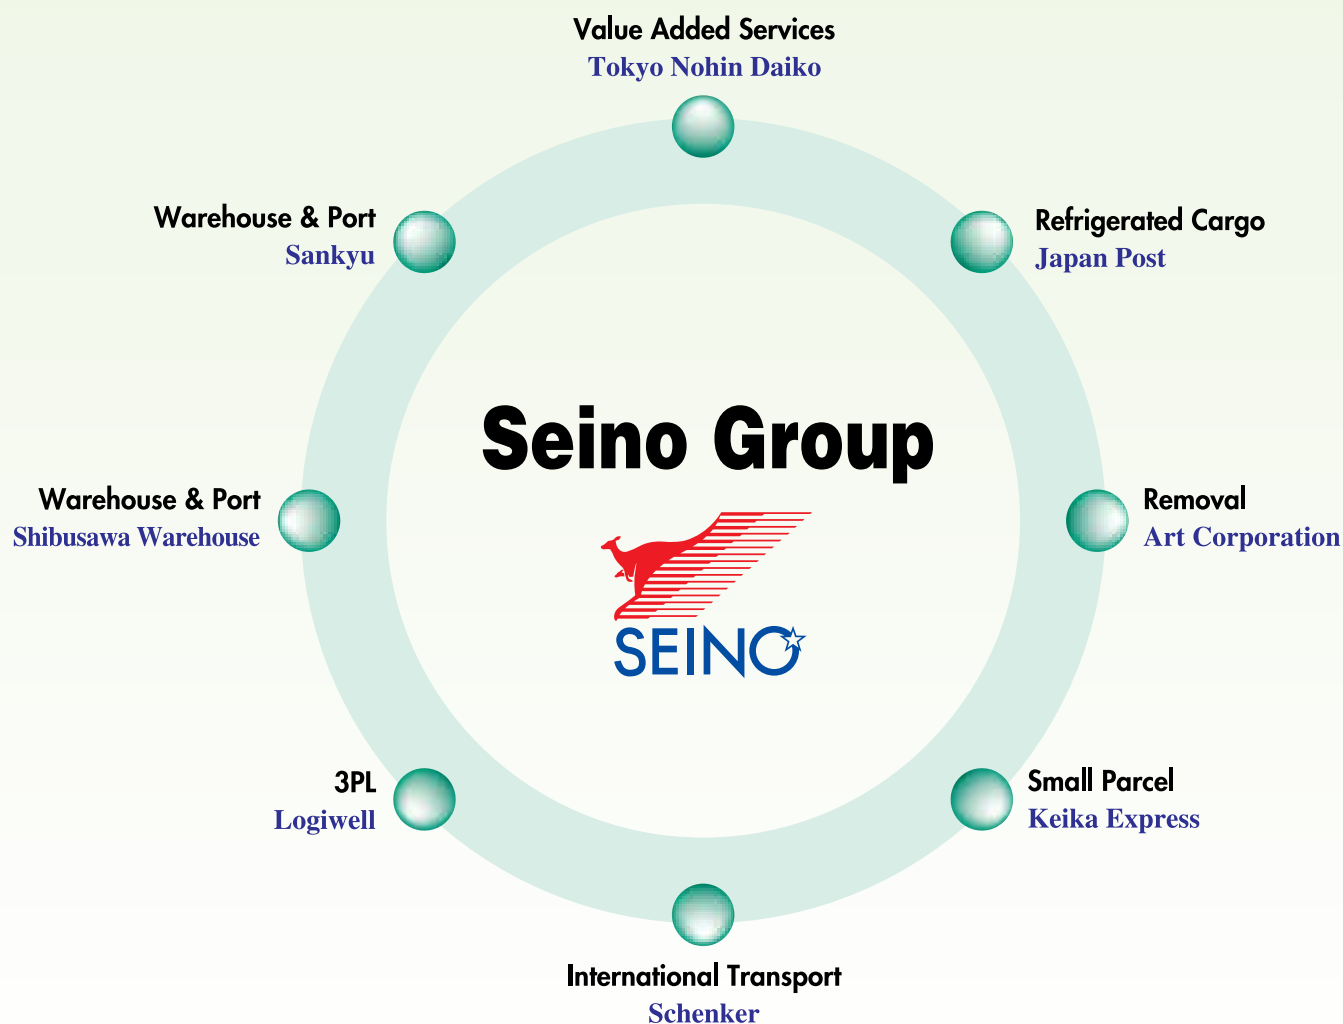 Value Added Services
Tokyo Nohin Daiko
Warehouse & Port
Sankyu
Refrigerated Cargo
Japan Post
Seino Group
Warehouse & Port
Shibusawa Warehouse
Removal
Art Corporation
SEINO
3PL
Logiwell
Small Parcel
Keika Express
International Transport
Schenker